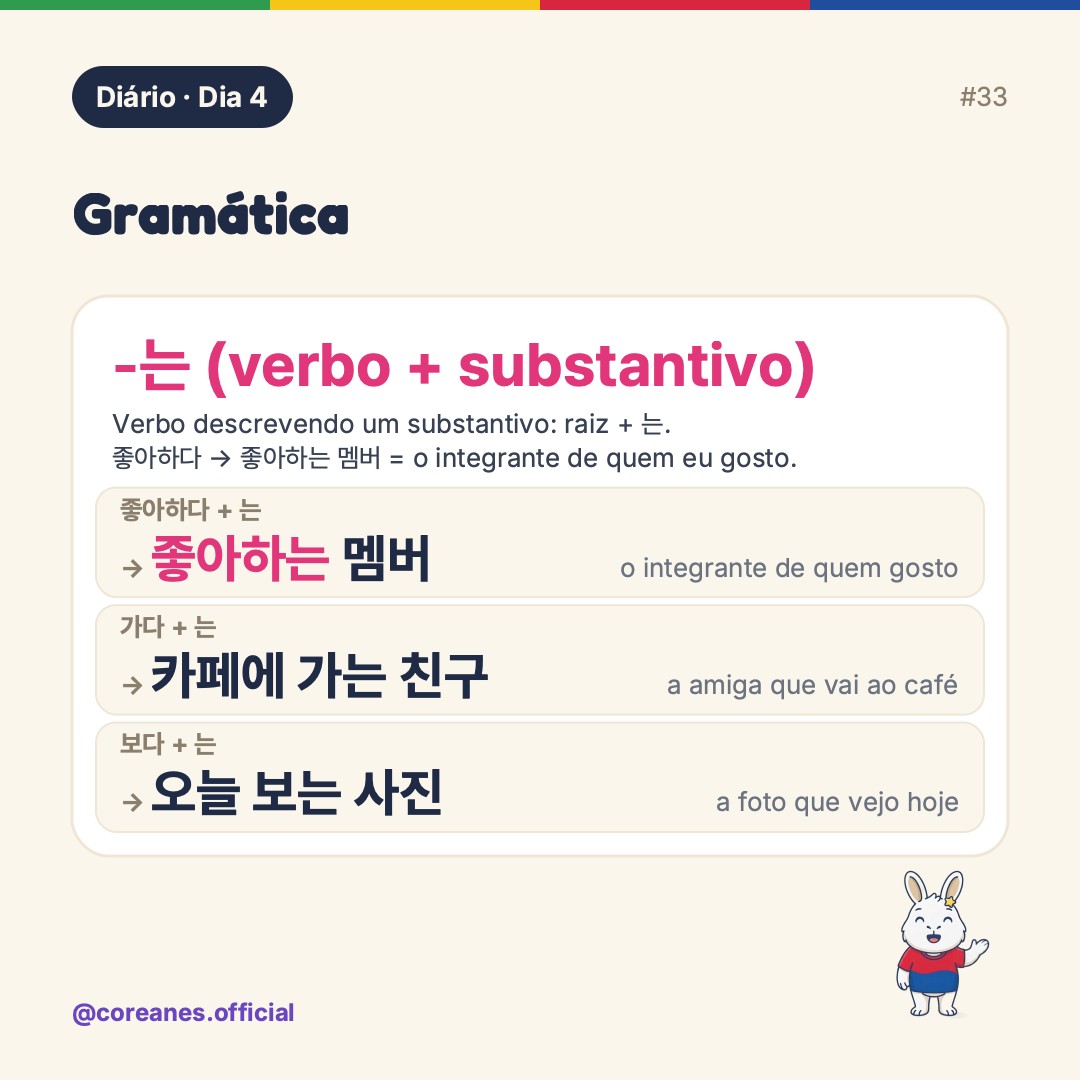 Diário · Dia 4
#33
Gramática
-는 (verbo + substantivo)
Verbo descrevendo um substantivo: raiz + 는.
좋아하다 → 좋아하는 멤버 = o integrante de quem eu gosto.
좋아하다 + 는
→ 좋아하는 멤버
o integrante de quem gosto
가다 + 는
→ 카페에 가는 친구
a amiga que vai ao café
보다 + 는
→ 오늘 보는 사진
a foto que vejo hoje
@coreanes.official